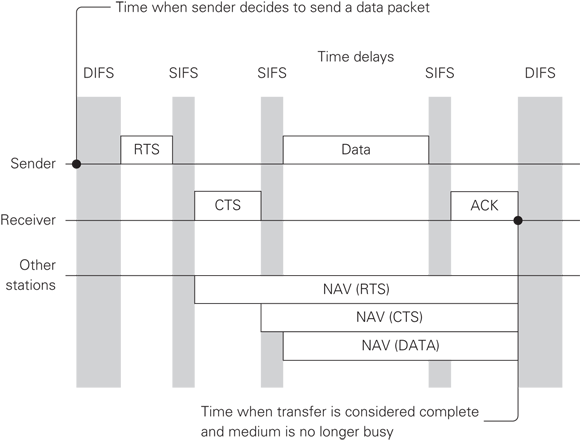 Time when sender decides to send a data packet
Time delays
DIFS SIFS SIFS SIFS DIFS
RTS Data
Sender
CTS ACK
Receiver
Other
stations
NAV (RTS)
NAV (CTS)
NAV (DATA)
Time when transfer is considered complete
and medium is no longer busy